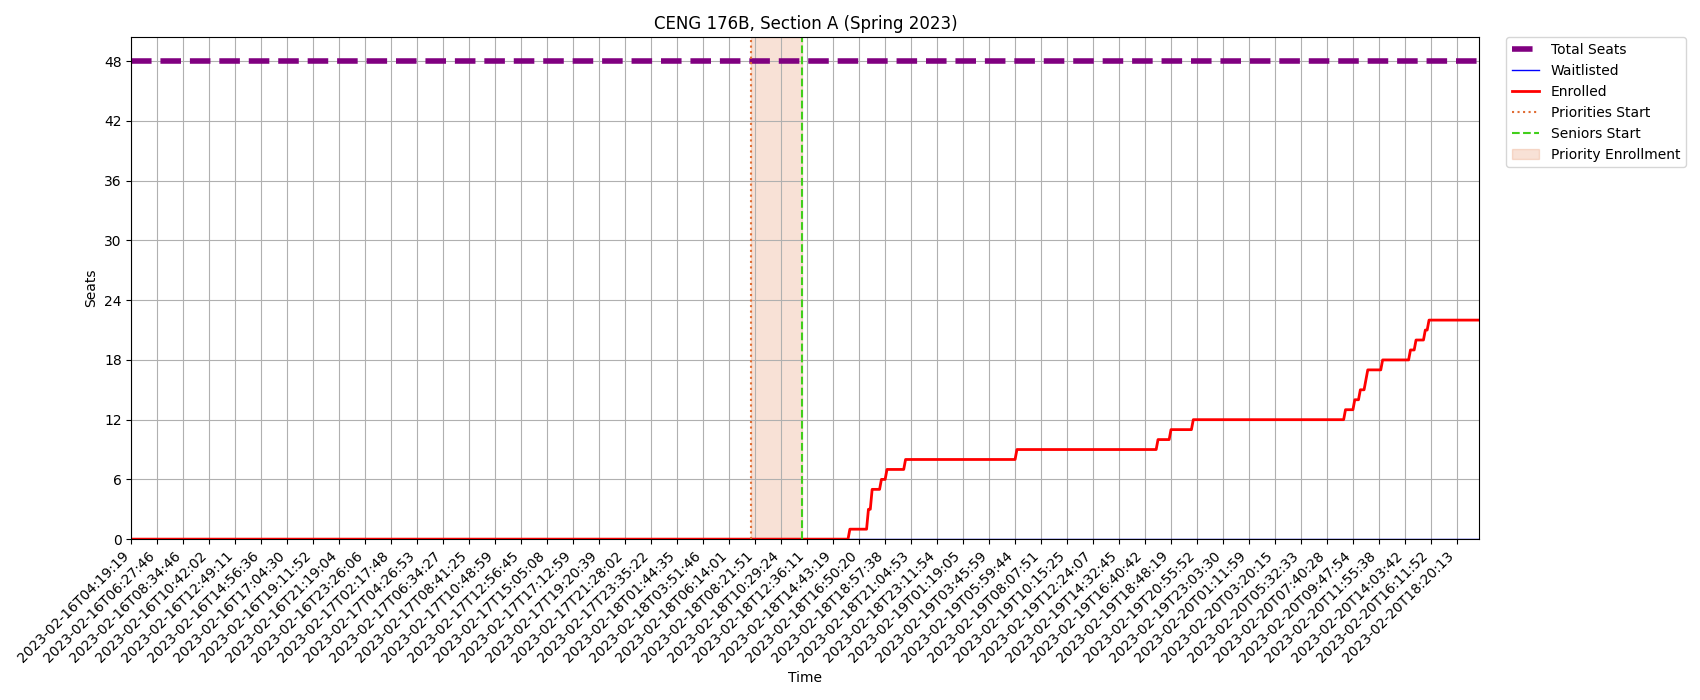 CENG 176B, Section A (Spring 2023)
Total Seats
Waitlisted
Enrolled
Priorities Start
Seniors Start
Priority Enrollment
Seats
48
42
36
30
24
18
12
6
0
2023-02-16T04:19:19
2023-02-16T06:27:46
2023-02-16T08:34:46
2023-02-16T10:42:02
2023-02-16T12:49:11
2023-02-16T14:56:36
2023-02-16T17:04:30
2023-02-16T19:11:52
2023-02-16T21:19:04
2023-02-16T23:26:06
2023-02-17T02:17:48
2023-02-17T04:26:53
2023-02-17T06:34:27
2023-02-17T08:41:25
2023-02-17T10:48:59
2023-02-17T12:56:45
2023-02-17T15:05:08
2023-02-17T17:12:59
2023-02-17T19:20:39
2023-02-17T21:28:02
2023-02-17T23:35:22
2023-02-18T01:44:35
2023-02-18T03:51:46
2023-02-18T06:14:01
2023-02-18T08:21:51
2023-02-18T10:29:24
2023-02-18T12:36:11
2023-02-18T14:43:19
2023-02-18T16:50:20
2023-02-18T18:57:38
2023-02-18T21:04:53
2023-02-18T23:11:54
2023-02-19T01:19:05
2023-02-19T03:45:59
2023-02-19T05:59:44
2023-02-19T08:07:51
2023-02-19T10:15:25
2023-02-19T12:24:07
2023-02-19T14:32:45
2023-02-19T16:40:42
2023-02-19T18:48:19
2023-02-19T20:55:52
2023-02-19T23:03:30
2023-02-20T01:11:59
2023-02-20T03:20:15
2023-02-20T05:32:33
2023-02-20T07:40:28
2023-02-20T09:47:54
2023-02-20T11:55:38
2023-02-20T14:03:42
2023-02-20T16:11:52
2023-02-20T18:20:13
Time